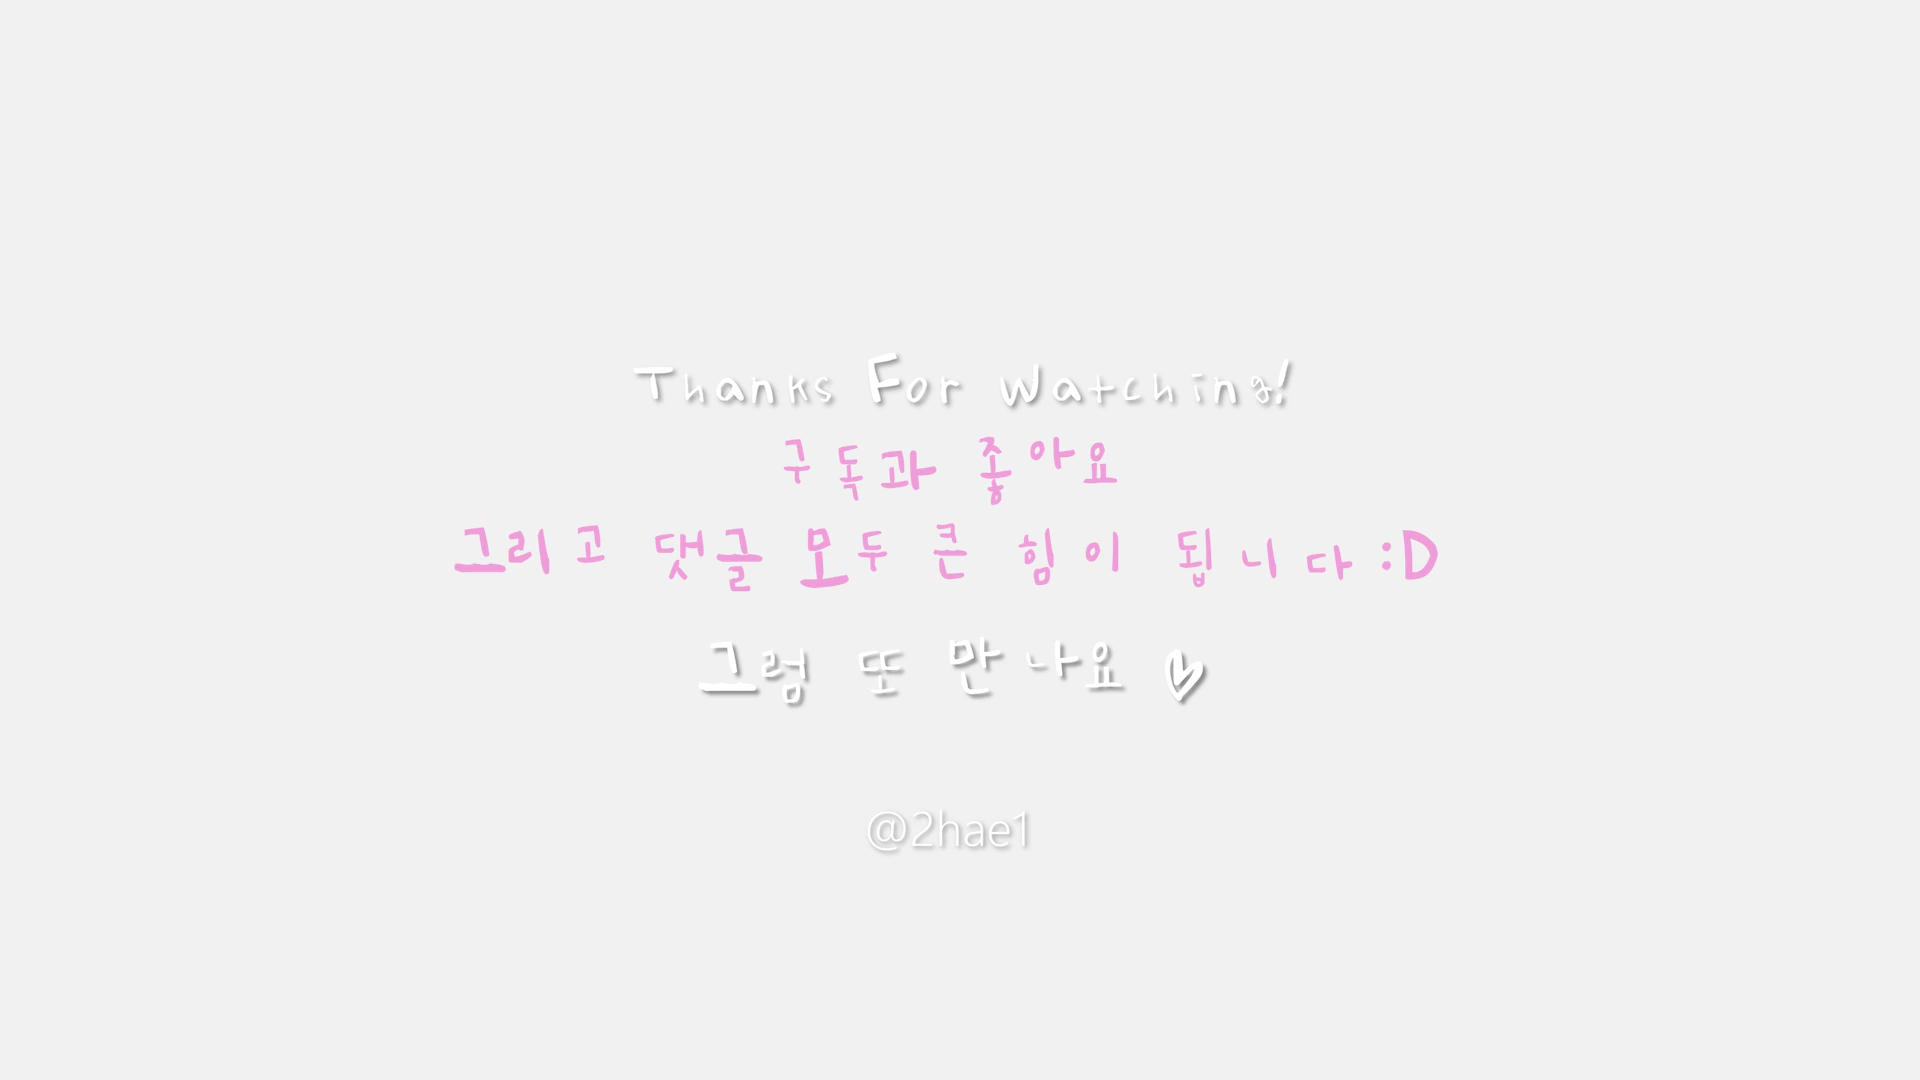 Thanks For Watching!
구독과 좋아요
그리고 댓글 모두 큰 힘이 됩니다 :D
그럼 또 만나요 ♡
@2hae1